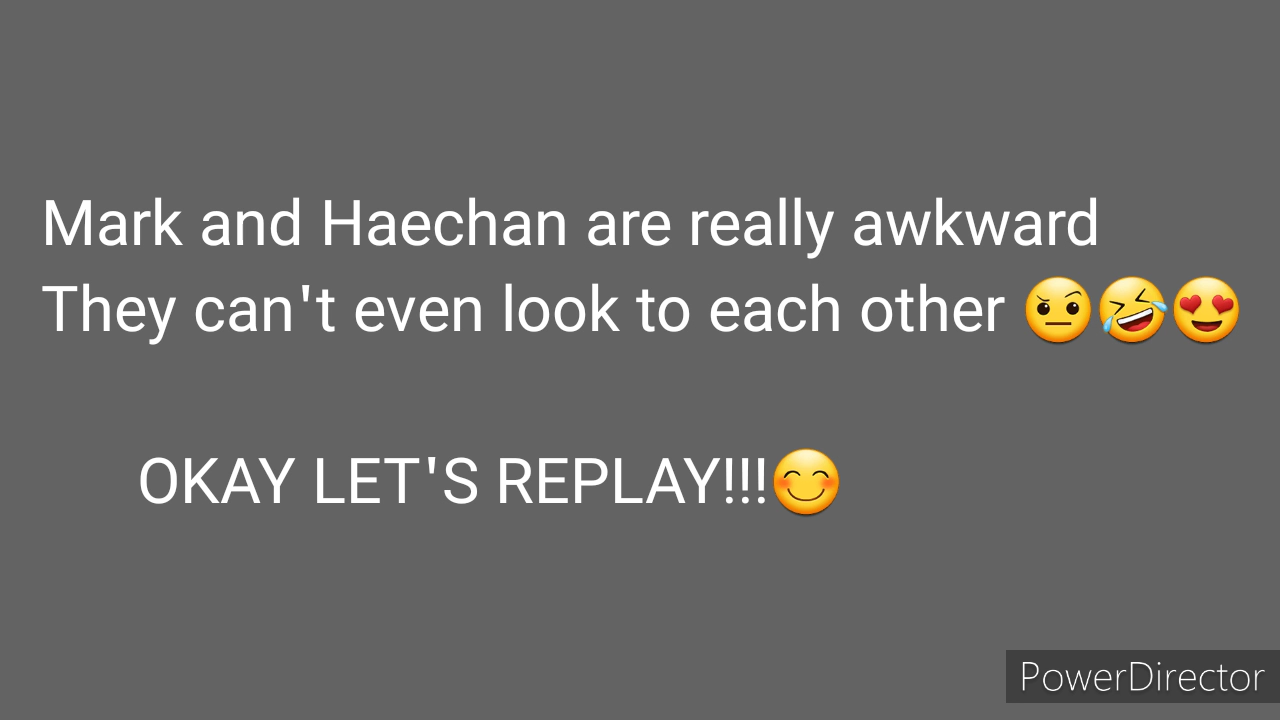 Mark and Haechan are really awkward
They can't even look to each other 🤨🤣😍
OKAY LET'S REPLAY!!!😊
PowerDirector